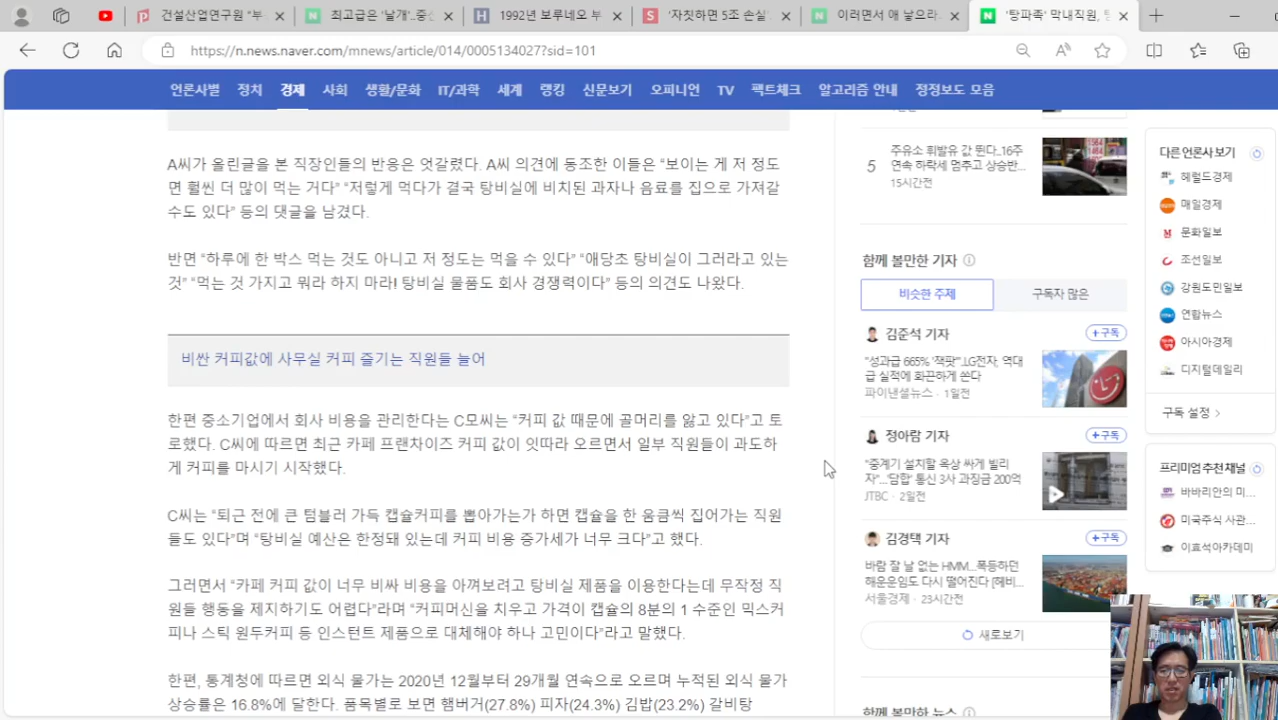 건설산업연구원 "부
최고급은 '날개'..중신
1992년 보루네오 부
'자칫하면 5조 손실
이러면서 애 낳으라
'탕파족' 막내직원, 탕
https://n.news.naver.com/mnews/article/014/0005134027?sid=101
언론사별 정치 경제 사회 생활/문화 IT/과학 세계 랭킹 신문보기 오피니언 TV 팩트체크 알고리즘 안내 정정보도 모음
A씨가 올린글을 본 직장인들의 반응은 엇갈렸다. A씨 의견에 동조한 이들은 “보이는 게 저 정도
면 훨씬 더 많이 먹는 거다” “저렇게 먹다가 결국 탕비실에 비치된 과자나 음료를 집으로 가져갈
수도 있다” 등의 댓글을 남겼다.
반면 “하루에 한 박스 먹는 것도 아니고 저 정도는 먹을 수 있다” “애당초 탕비실이 그러라고 있는
것” “먹는 것 가지고 뭐라 하지 마라! 탕비실 물품도 회사 경쟁력이다” 등의 의견도 나왔다.
비싼 커피값에 사무실 커피 즐기는 직원들 늘어
한편 중소기업에서 회사 비용을 관리한다는 C모씨는 “커피 값 때문에 골머리를 앓고 있다”고 토
로했다. C씨에 따르면 최근 카페 프랜차이즈 커피 값이 잇따라 오르면서 일부 직원들이 과도하
게 커피를 마시기 시작했다.
C씨는 “퇴근 전에 큰 텀블러 가득 캡슐커피를 뽑아가는가 하면 캡슐을 한 움큼씩 집어가는 직원
들도 있다”며 “탕비실 예산은 한정돼 있는데 커피 비용 증가세가 너무 크다”고 했다.
그러면서 “카페 커피 값이 너무 비싸 비용을 아껴보려고 탕비실 제품을 이용한다는데 무작정 직
원들 행동을 제지하기도 어렵다”라며 “커피머신을 치우고 가격이 캡슐의 8분의 1 수준인 믹스커
피나 스틱 원두커피 등 인스턴트 제품으로 대체해야 하나 고민이다”라고 말했다.
한편, 통계청에 따르면 외식 물가는 2020년 12월부터 29개월 연속으로 오르며 누적된 외식 물가
상승률은 16.8%에 달한다. 품목별로 보면 햄버거(27.8%) 피자(24.3%) 김밥(23.2%) 갈비탕
5
주유소 휘발유 값 뛴다..16주
연속 하락세 멈추고 상승반...
15시간전
함께 볼만한 기자
비슷한 주제 구독자 많은
김준석 기자 +구독
"성과급 665% '잭팟'"..LG전자, 역대
급 실적에 화끈하게 쏜다
파이낸셜뉴스 · 1일전
정아람 기자 +구독
"중계기 설치할 옥상 싸게 빌리
자"...'담합' 통신 3사 과징금 200억
JTBC · 2일전
김경택 기자 +구독
바람 잘 날 없는 HMM...폭등하던
해운운임도 다시 떨어진다 [헤비...
서울경제 · 23시간전
새로보기
함께 볼만한 뉴스
다른 언론사 보기
헤럴드경제
매일경제
문화일보
조선일보
강원도민일보
연합뉴스
아시아경제
디지털데일리
구독 설정 >
프리미엄 추천 채널
바바리안의 미...
미국주식 사관...
이효석아카데미